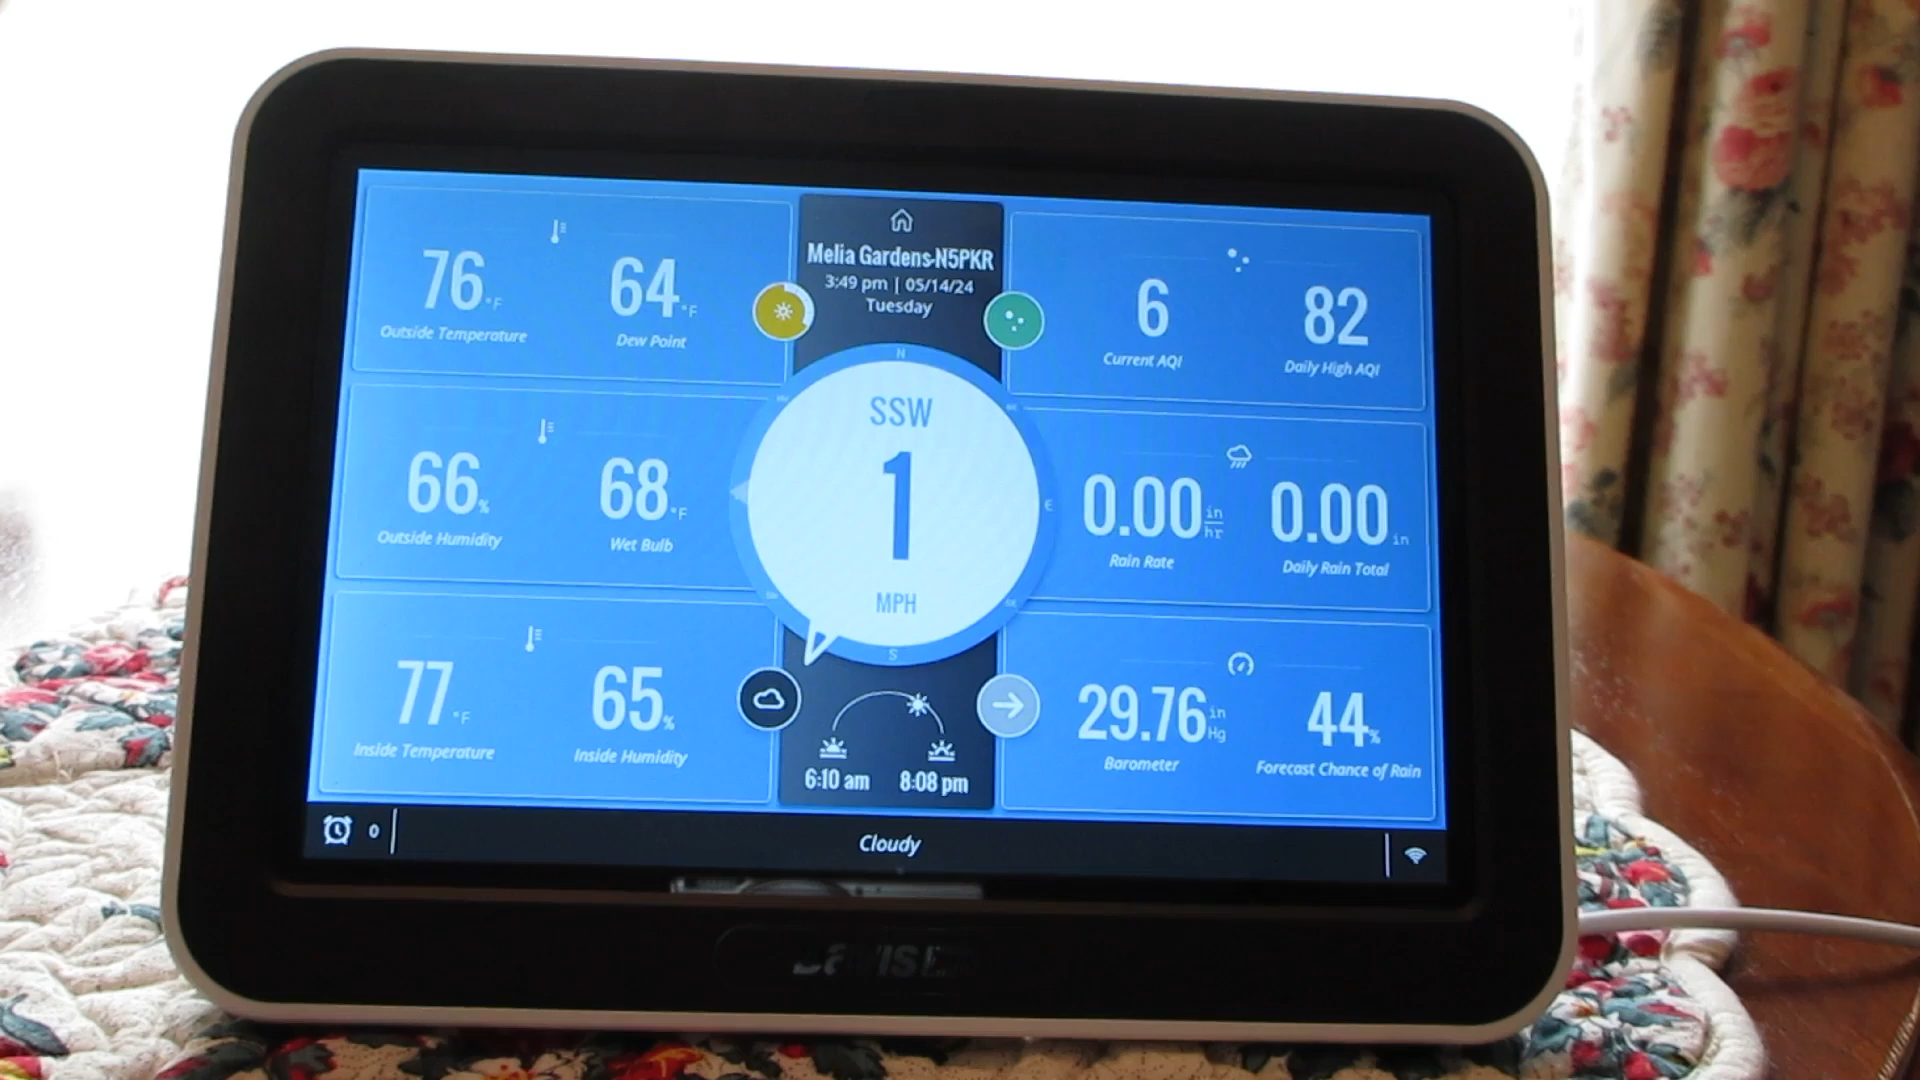 Melia Gardens-N5PKR
3:49 pm | 05/14/24
Tuesday
76 °F
Outside Temperature
64 °F
Dew Point
66 %
Outside Humidity
68 °F
Wet Bulb
77 °F
Inside Temperature
65 %
Inside Humidity
N
E
S
SSW
1
MPH
6:10 am
8:08 pm
6
Current AQI
82
Daily High AQI
0.00 in/hr
Rain Rate
0.00 in
Daily Rain Total
29.76 in Hg
Barometer
44 %
Forecast Chance of Rain
0
Cloudy